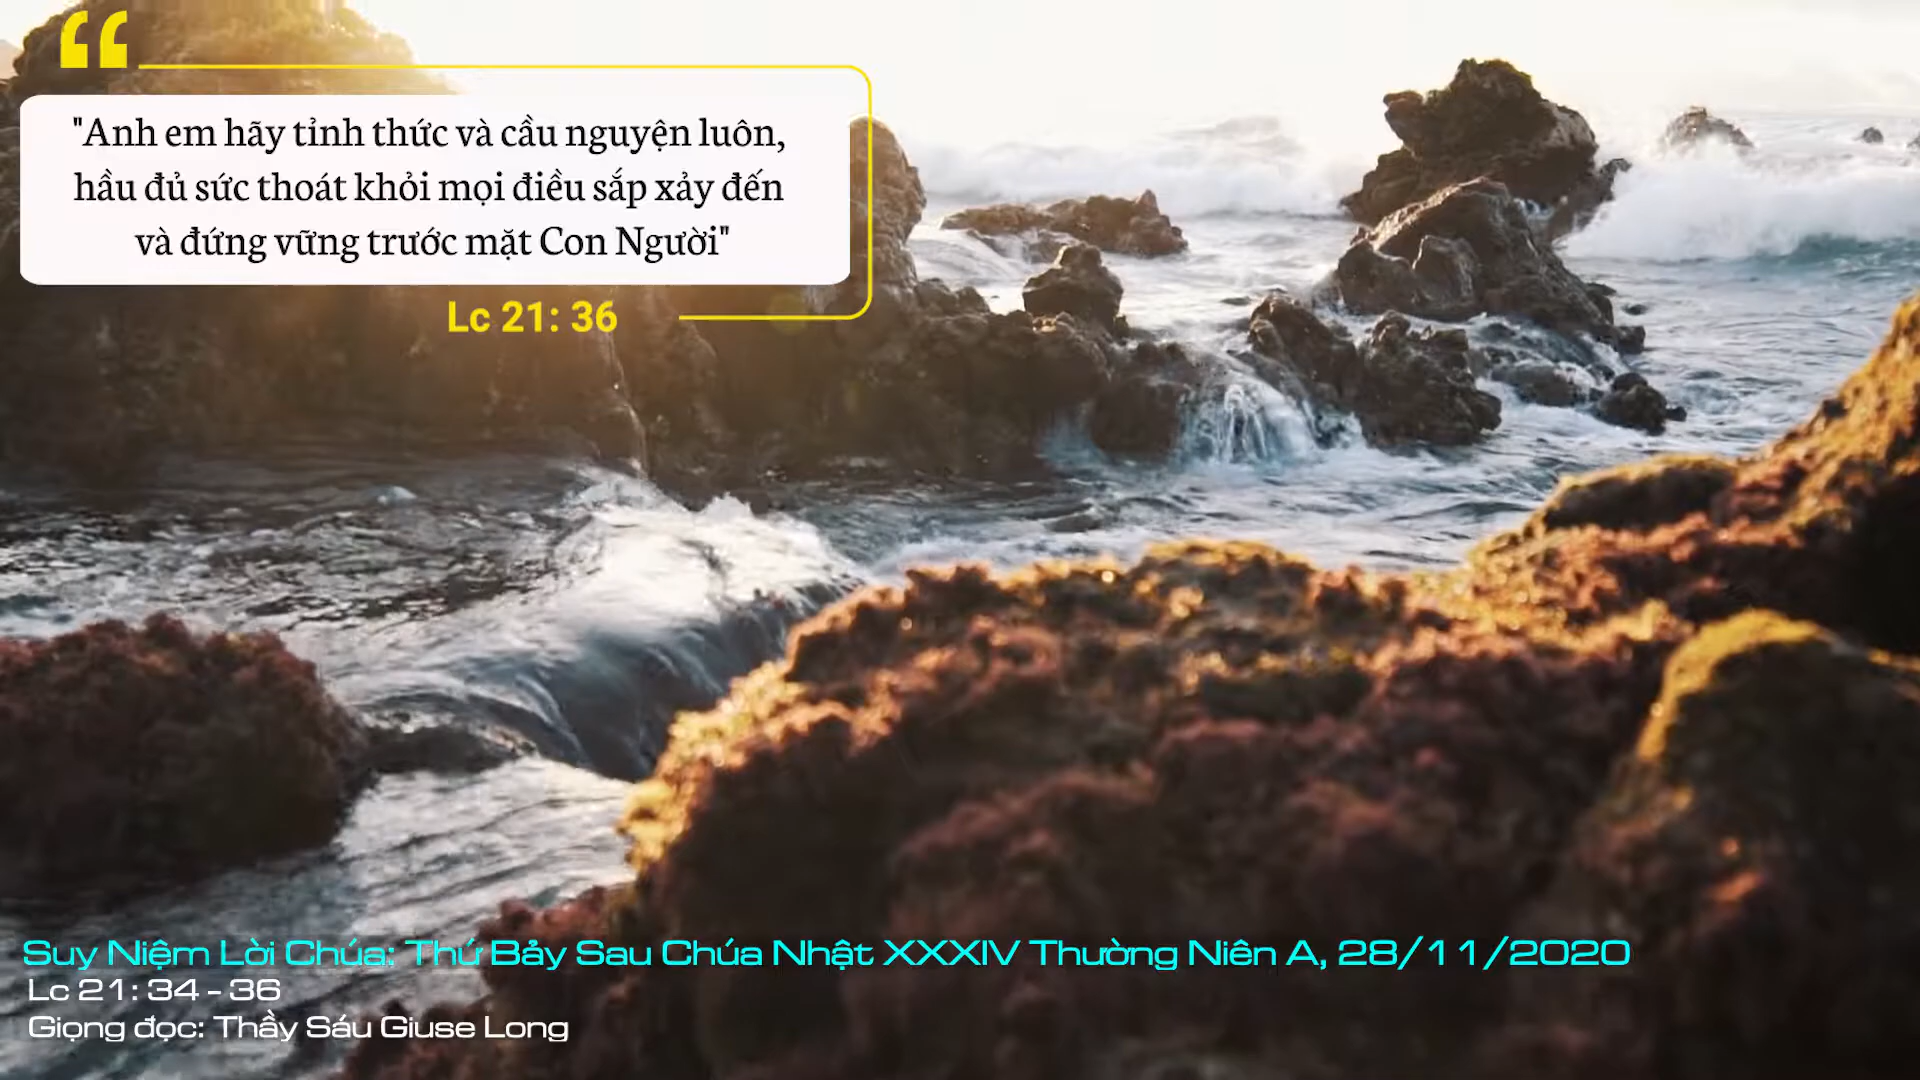 "Anh em hãy tỉnh thức và cầu nguyện luôn,
hầu đủ sức thoát khỏi mọi điều sắp xảy đến
và đứng vững trước mặt Con Người"
Lc 21: 36
Suy Niệm Lời Chúa: Thứ Bảy Sau Chúa Nhật XXXIV Thường Niên A, 28/11/2020
Lc 21: 34 - 36
Giọng đọc: Thầy Sáu Giuse Long